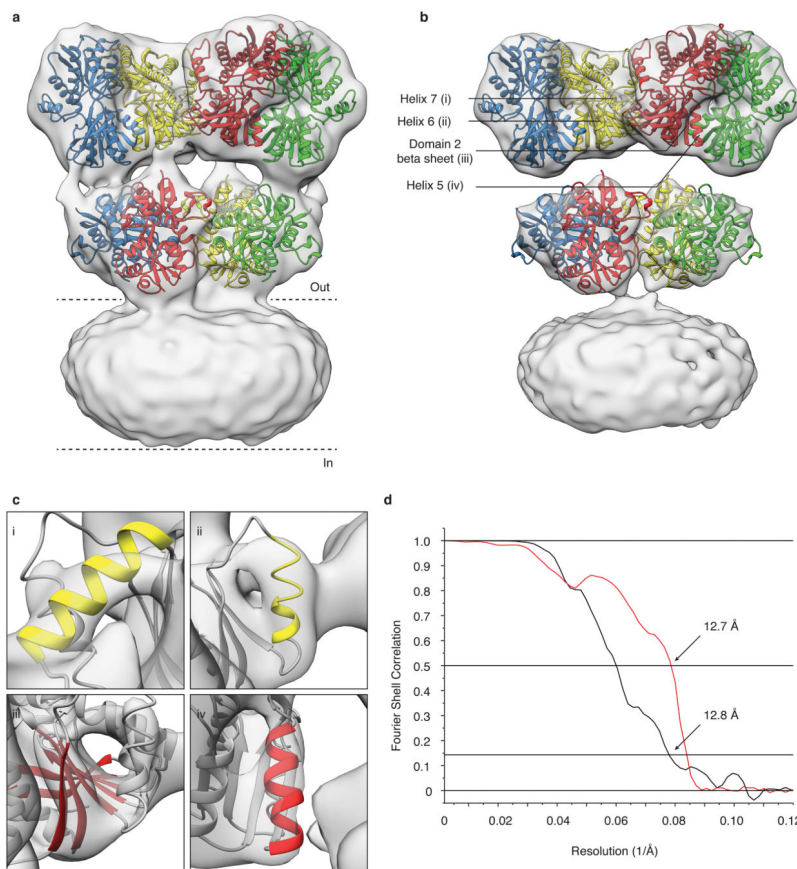 a
b
Helix 7 (i)
Helix 6 (ii)
Domain 2
beta sheet (iii)
Helix 5 (iv)
Out
In
c
i
ii
iii
iv
d
Fourier Shell Correlation
1.0
0.9
0.8
0.7
0.6
0.5
0.4
0.3
0.2
0.1
0
12.7 Å
12.8 Å
0
0.02
0.04
0.06
0.08
0.10
0.12
Resolution (1/Å)